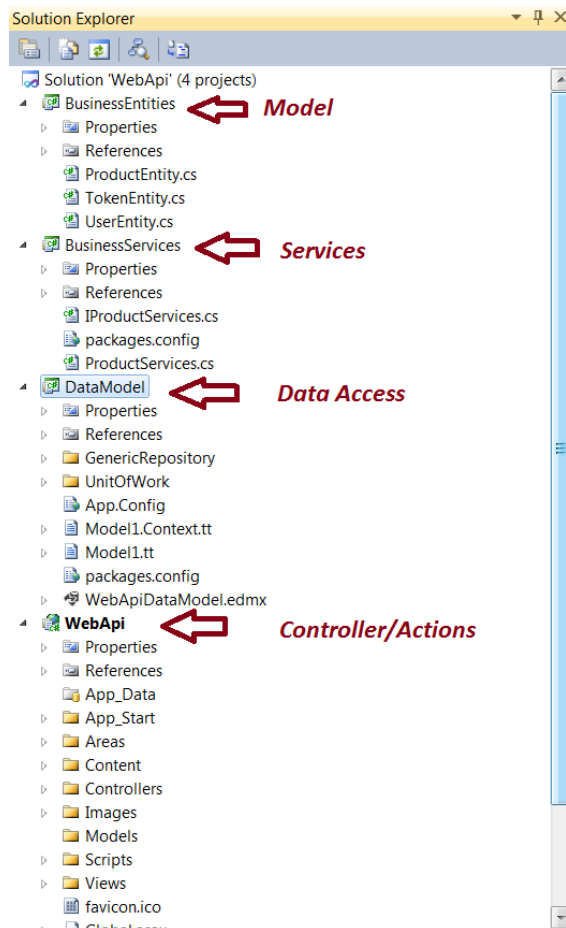 Solution Explorer
Solution 'WebApi' (4 projects)
BusinessEntities Model
Properties
References
ProductEntity.cs
TokenEntity.cs
UserEntity.cs
BusinessServices Services
Properties
References
IProductServices.cs
packages.config
ProductServices.cs
DataModel Data Access
Properties
References
GenericRepository
UnitOfWork
App.Config
Model1.Context.tt
Model1.tt
packages.config
WebApiDataModel.edmx
WebApi Controller/Actions
Properties
References
App_Data
App_Start
Areas
Content
Controllers
Images
Models
Scripts
Views
favicon.ico